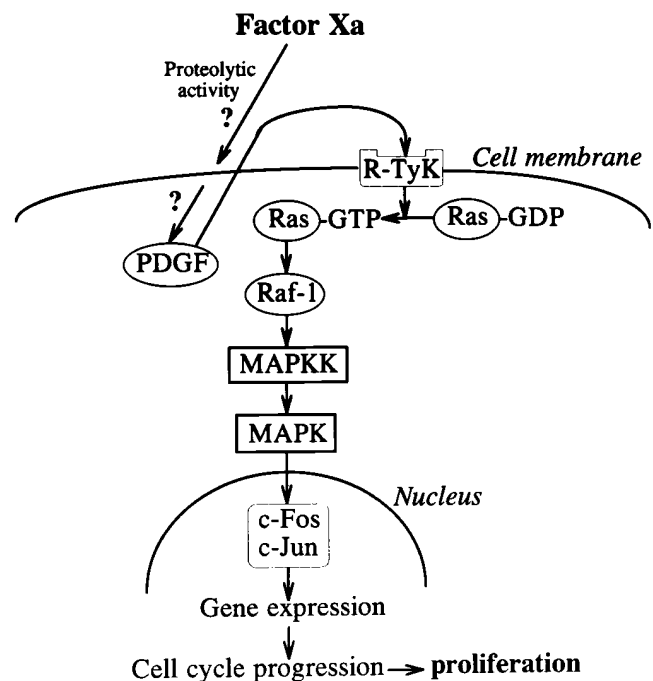 Factor Xa
Proteolytic
activity
?
R-TyK
Cell membrane
?
Ras-GTP
Ras-GDP
PDGF
Raf-1
MAPKK
MAPK
Nucleus
c-Fos
c-Jun
Gene expression
Cell cycle progression
proliferation